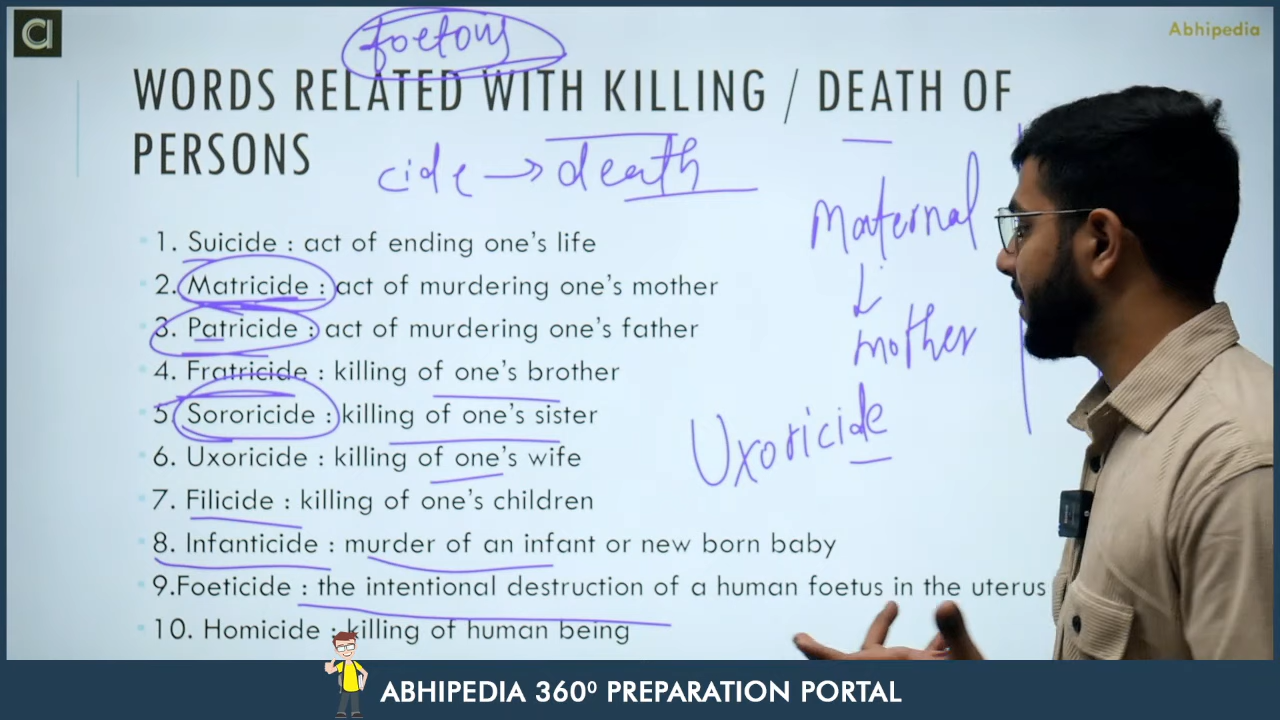 Abhipedia
foetous
WORDS RELATED WITH KILLING / DEATH OF
PERSONS
cide → death
Maternal
↓
mother
1. Suicide : act of ending one's life
2. Matricide : act of murdering one's mother
3. Patricide : act of murdering one's father
4. Fratricide : killing of one's brother
5. Sororicide : killing of one's sister
Uxoricide
6. Uxoricide : killing of one's wife
7. Filicide : killing of one's children
8. Infanticide : murder of an infant or new born baby
9.Foeticide : the intentional destruction of a human foetus in the uterus
10. Homicide : killing of human being
ABHIPEDIA 360⁰ PREPARATION PORTAL